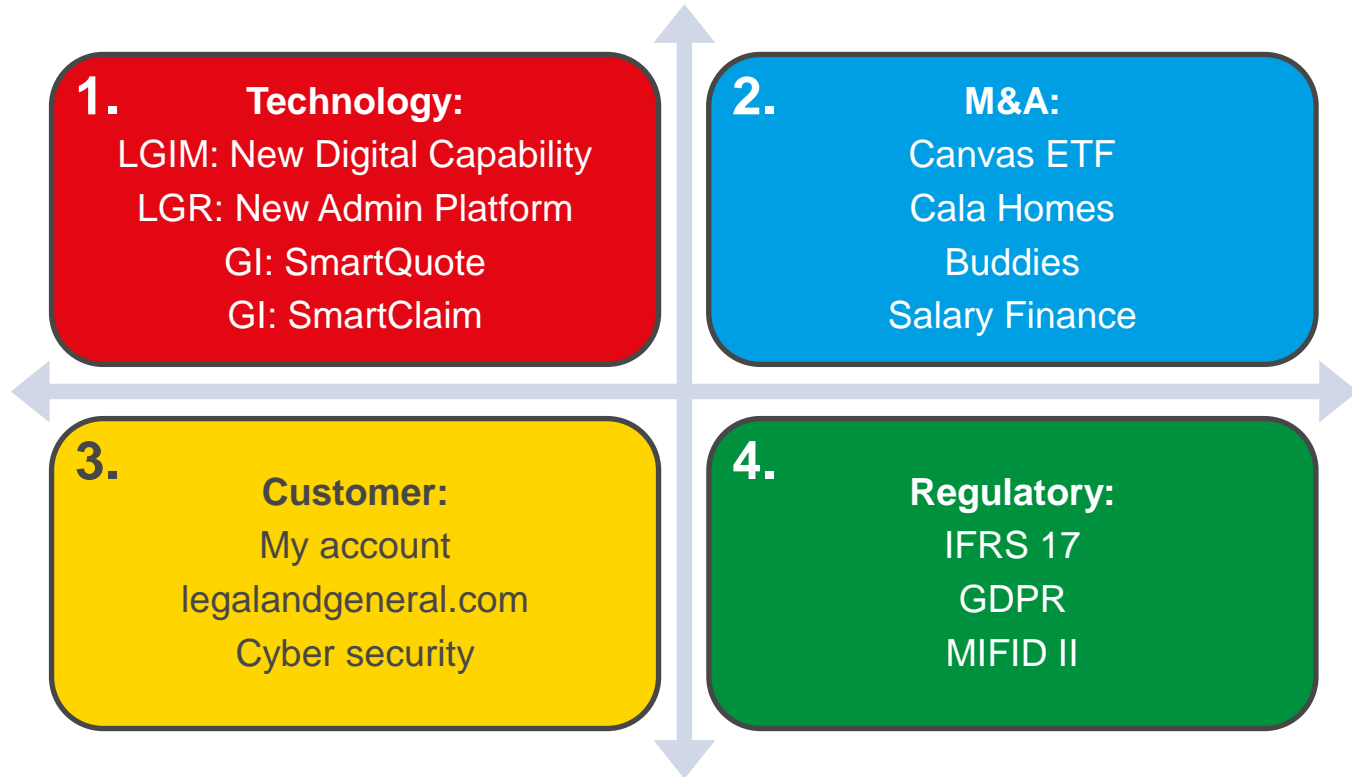 1.
Technology:
LGIM: New Digital Capability
LGR: New Admin Platform
GI: SmartQuote
GI: SmartClaim
2.
M&A:
Canvas ETF
Cala Homes
Buddies
Salary Finance
3.
Customer:
My account
legalandgeneral.com
Cyber security
4.
Regulatory:
IFRS 17
GDPR
MIFID II